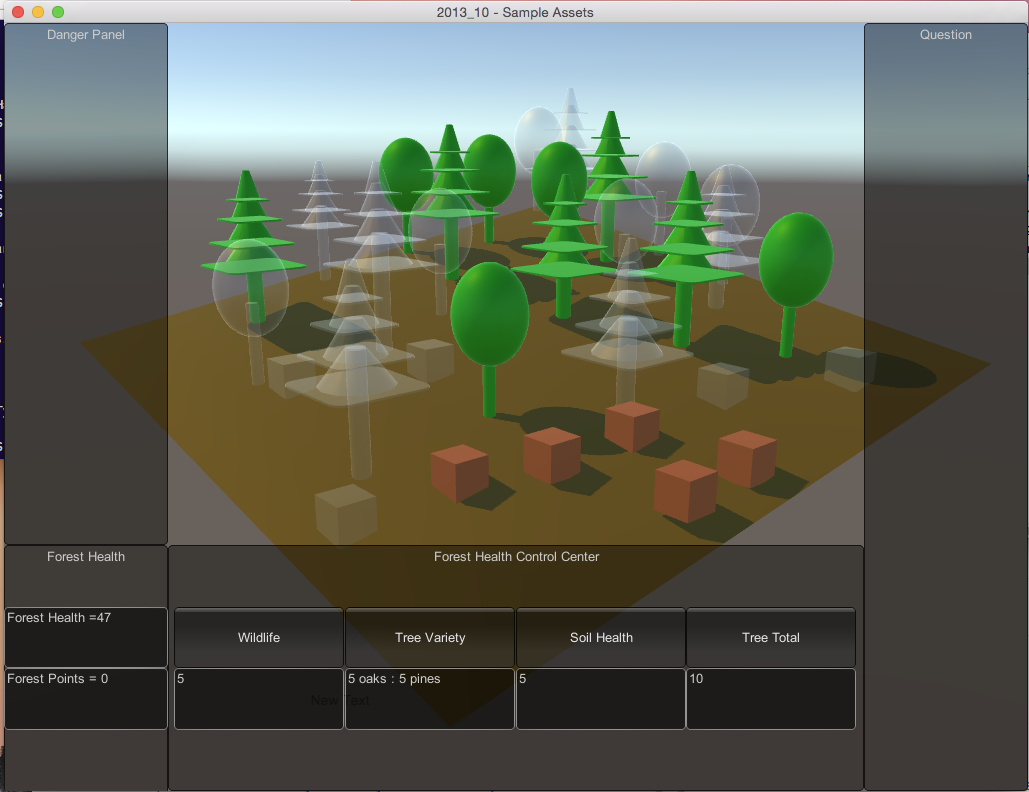 2013_10 - Sample Assets
Danger Panel
Question
Forest Health
Forest Health Control Center
Forest Health =47
Wildlife
Tree Variety
Soil Health
Tree Total
Forest Points = 0
5
5 oaks : 5 pines
5
10
New Text